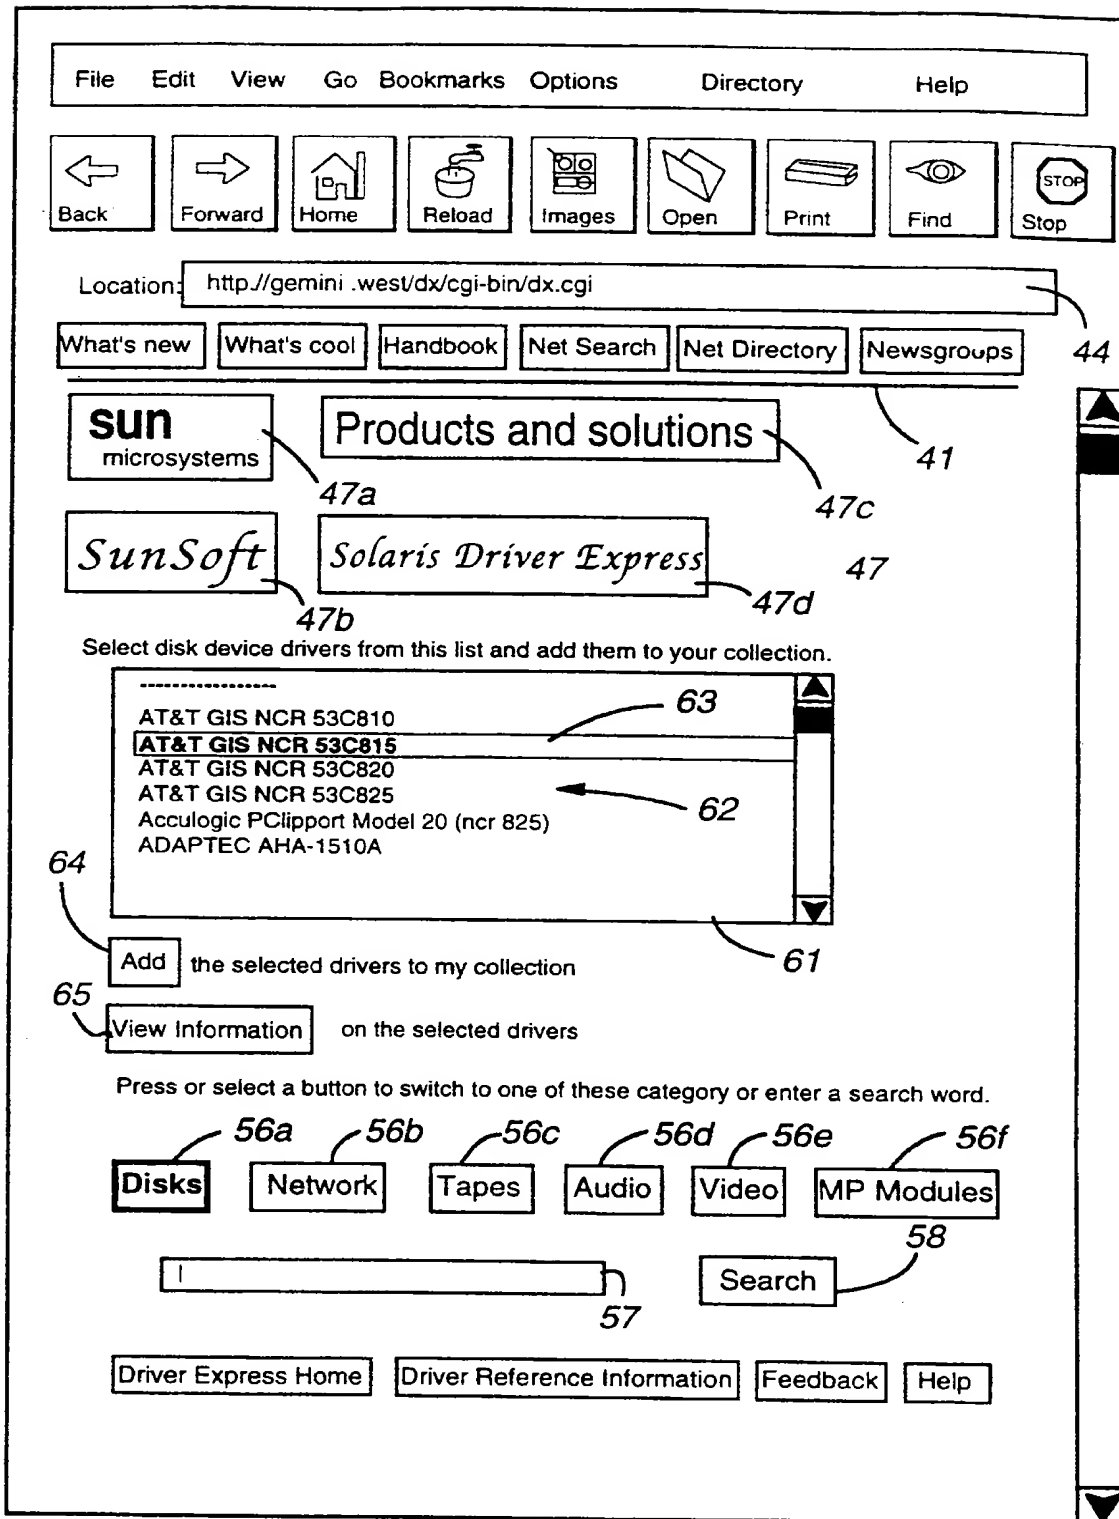 File Edit View Go Bookmarks Options Directory Help
Back Forward Home Reload Images Open Print Find STOP Stop
Location: http://gemini .west/dx/cgi-bin/dx.cgi
What's new What's cool Handbook Net Search Net Directory Newsgroups 44
sun Products and solutions
microsystems 41
47a 47c
SunSoft Solaris Driver Express 47
47b 47d
Select disk device drivers from this list and add them to your collection.
-----------------
AT&T GIS NCR 53C810 63
AT&T GIS NCR 53C815
AT&T GIS NCR 53C820
AT&T GIS NCR 53C825 62
Acculogic PClipport Model 20 (ncr 825)
ADAPTEC AHA-1510A
64
Add the selected drivers to my collection 61
65
View Information on the selected drivers
Press or select a button to switch to one of these category or enter a search word.
56a 56b 56c 56d 56e 56f
Disks Network Tapes Audio Video MP Modules
58
Search
57
Driver Express Home Driver Reference Information Feedback Help